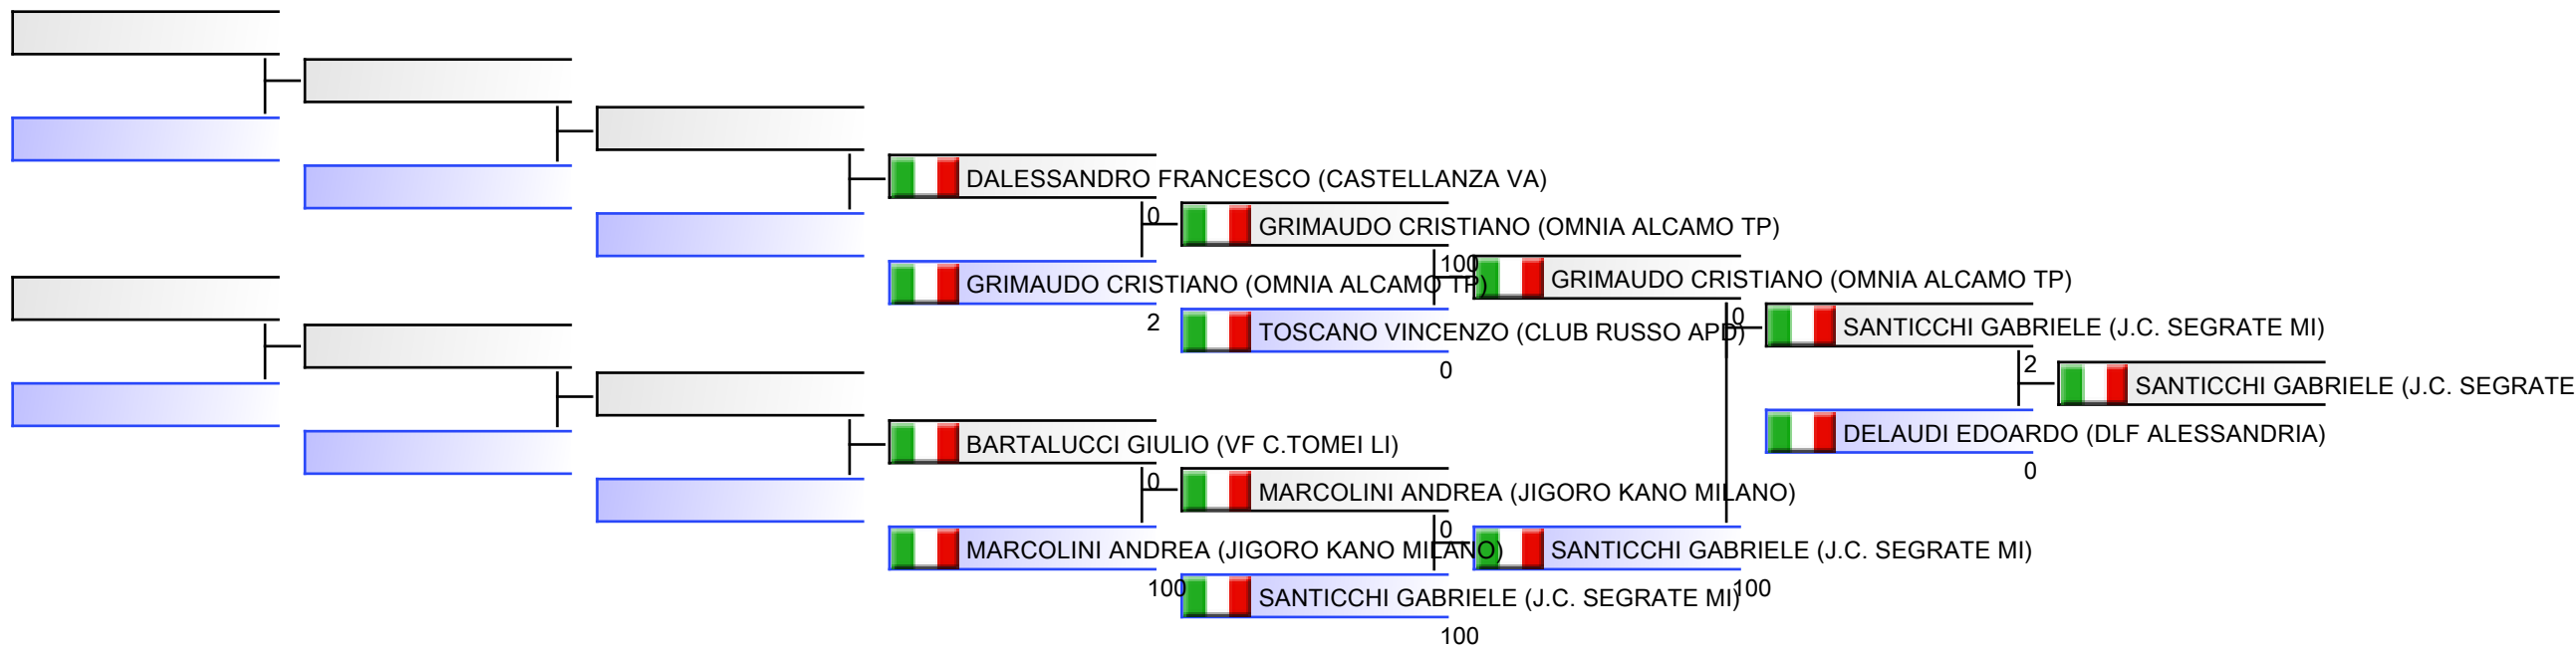 DALESSANDRO FRANCESCO (CASTELLANZA VA)
0
GRIMAUDO CRISTIANO (OMNIA ALCAMO TP)
100
GRIMAUDO CRISTIANO (OMNIA ALCAMO TP)
GRIMAUDO CRISTIANO (OMNIA ALCAMO TP)
2
TOSCANO VINCENZO (CLUB RUSSO APD)
0
0
SANTICCHI GABRIELE (J.C. SEGRATE MI)
2
SANTICCHI GABRIELE (J.C. SEGRATE
DELAUDI EDOARDO (DLF ALESSANDRIA)
0
BARTALUCCI GIULIO (VF C.TOMEI LI)
0
MARCOLINI ANDREA (JIGORO KANO MILANO)
0
MARCOLINI ANDREA (JIGORO KANO MILANO)
100
SANTICCHI GABRIELE (J.C. SEGRATE MI)
100
SANTICCHI GABRIELE (J.C. SEGRATE MI)
100